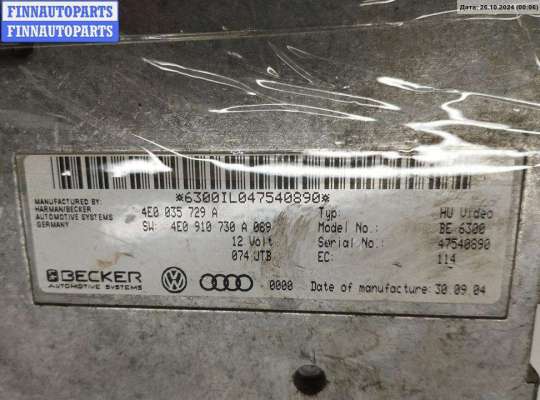 FINNAUTOPARTS
FINNAUTOPARTS
Дата: 26.10.2024 (00:06)
*6300IL047540890*
MANUFACTURED BY
HARMAN/BECKER
AUTOMOTIVE SYSTEMS
GERMANY
4E0 035 729 A
SW: 4E0 910 730 A 089
12 Volt
074 UTB
Typ: HU Video
Model No.: BE 6300
Serial No.: 47540890
EC: 114
BECKER
AUTOMOTIVE SYSTEMS
0000 Date of manufacture: 30 09 04